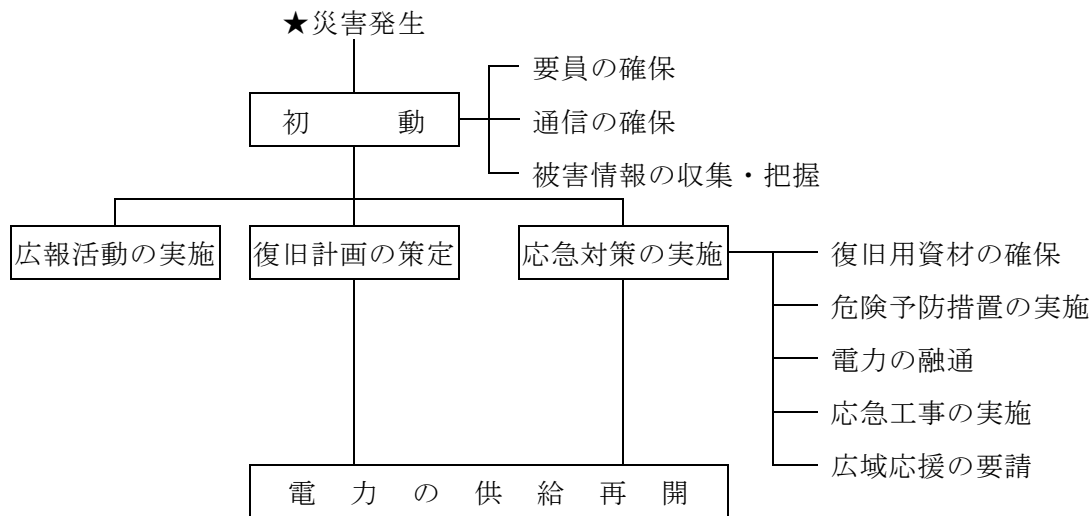 ★災害発生
要員の確保
初動
通信の確保
被害情報の収集・把握
広報活動の実施
復旧計画の策定
応急対策の実施
復旧用資材の確保
危険予防措置の実施
電力の融通
応急工事の実施
広域応援の要請
電力の供給再開